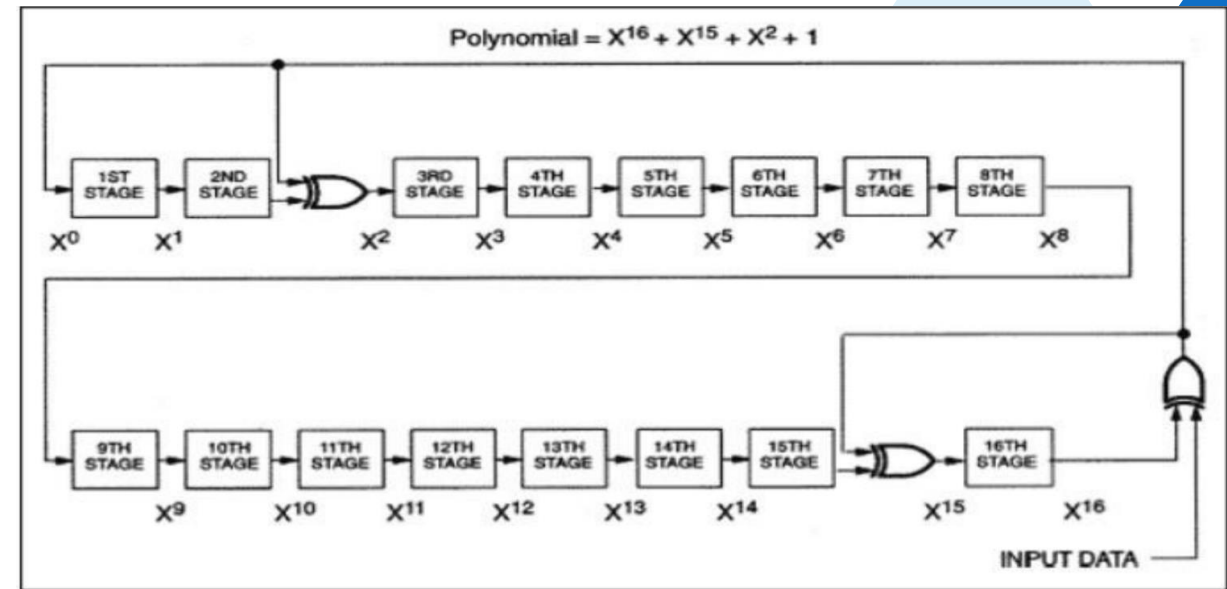 Polynomial = X¹⁶ + X¹⁵ + X² + 1
1ST STAGE
2ND STAGE
3RD STAGE
4TH STAGE
5TH STAGE
6TH STAGE
7TH STAGE
8TH STAGE
X⁰ X¹ X² X³ X⁴ X⁵ X⁶ X⁷ X⁸
9TH STAGE
10TH STAGE
11TH STAGE
12TH STAGE
13TH STAGE
14TH STAGE
15TH STAGE
16TH STAGE
X⁹ X¹⁰ X¹¹ X¹² X¹³ X¹⁴ X¹⁵ X¹⁶
INPUT DATA